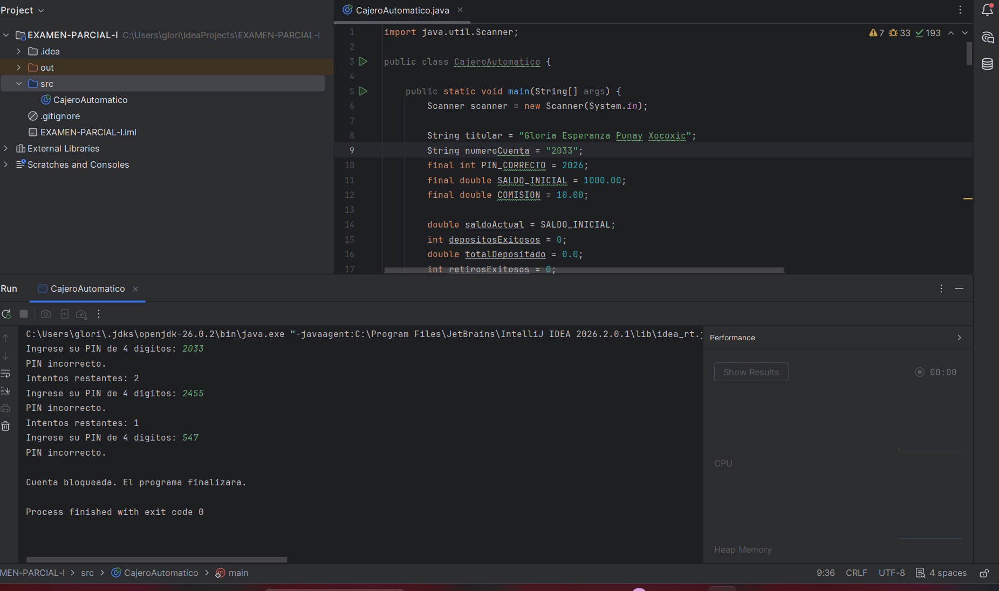 Project
EXAMEN-PARCIAL-I C:\Users\glori\IdeaProjects\EXAMEN-PARCIAL-I
.idea
out
src
CajeroAutomatico
.gitignore
EXAMEN-PARCIAL-I.iml
External Libraries
Scratches and Consoles
CajeroAutomatico.java
7 33 193
1 import java.util.Scanner;
2
3 public class CajeroAutomatico {
4
5 public static void main(String[] args) {
6 Scanner scanner = new Scanner(System.in);
7
8 String titular = "Gloria Esperanza Punay Xocoxic";
9 String numeroCuenta = "2033";
10 final int PIN_CORRECTO = 2026;
11 final double SALDO_INICIAL = 1000.00;
12 final double COMISION = 10.00;
13
14 double saldoActual = SALDO_INICIAL;
15 int depositosExitosos = 0;
16 double totalDepositado = 0.0;
17 int retirosExitosos = 0;
Run CajeroAutomatico
C:\Users\glori\.jdks\openjdk-26.0.2\bin\java.exe "-javaagent:C:\Program Files\JetBrains\IntelliJ IDEA 2026.2.0.1\lib\idea_rt.j
Ingrese su PIN de 4 digitos: 2033
PIN incorrecto.
Intentos restantes: 2
Ingrese su PIN de 4 digitos: 2455
PIN incorrecto.
Intentos restantes: 1
Ingrese su PIN de 4 digitos: 547
PIN incorrecto.
Cuenta bloqueada. El programa finalizara.
Process finished with exit code 0
Performance
Show Results 00:00
CPU
Heap Memory
MEN-PARCIAL-I > src > CajeroAutomatico > main
9:36 CRLF UTF-8 4 spaces